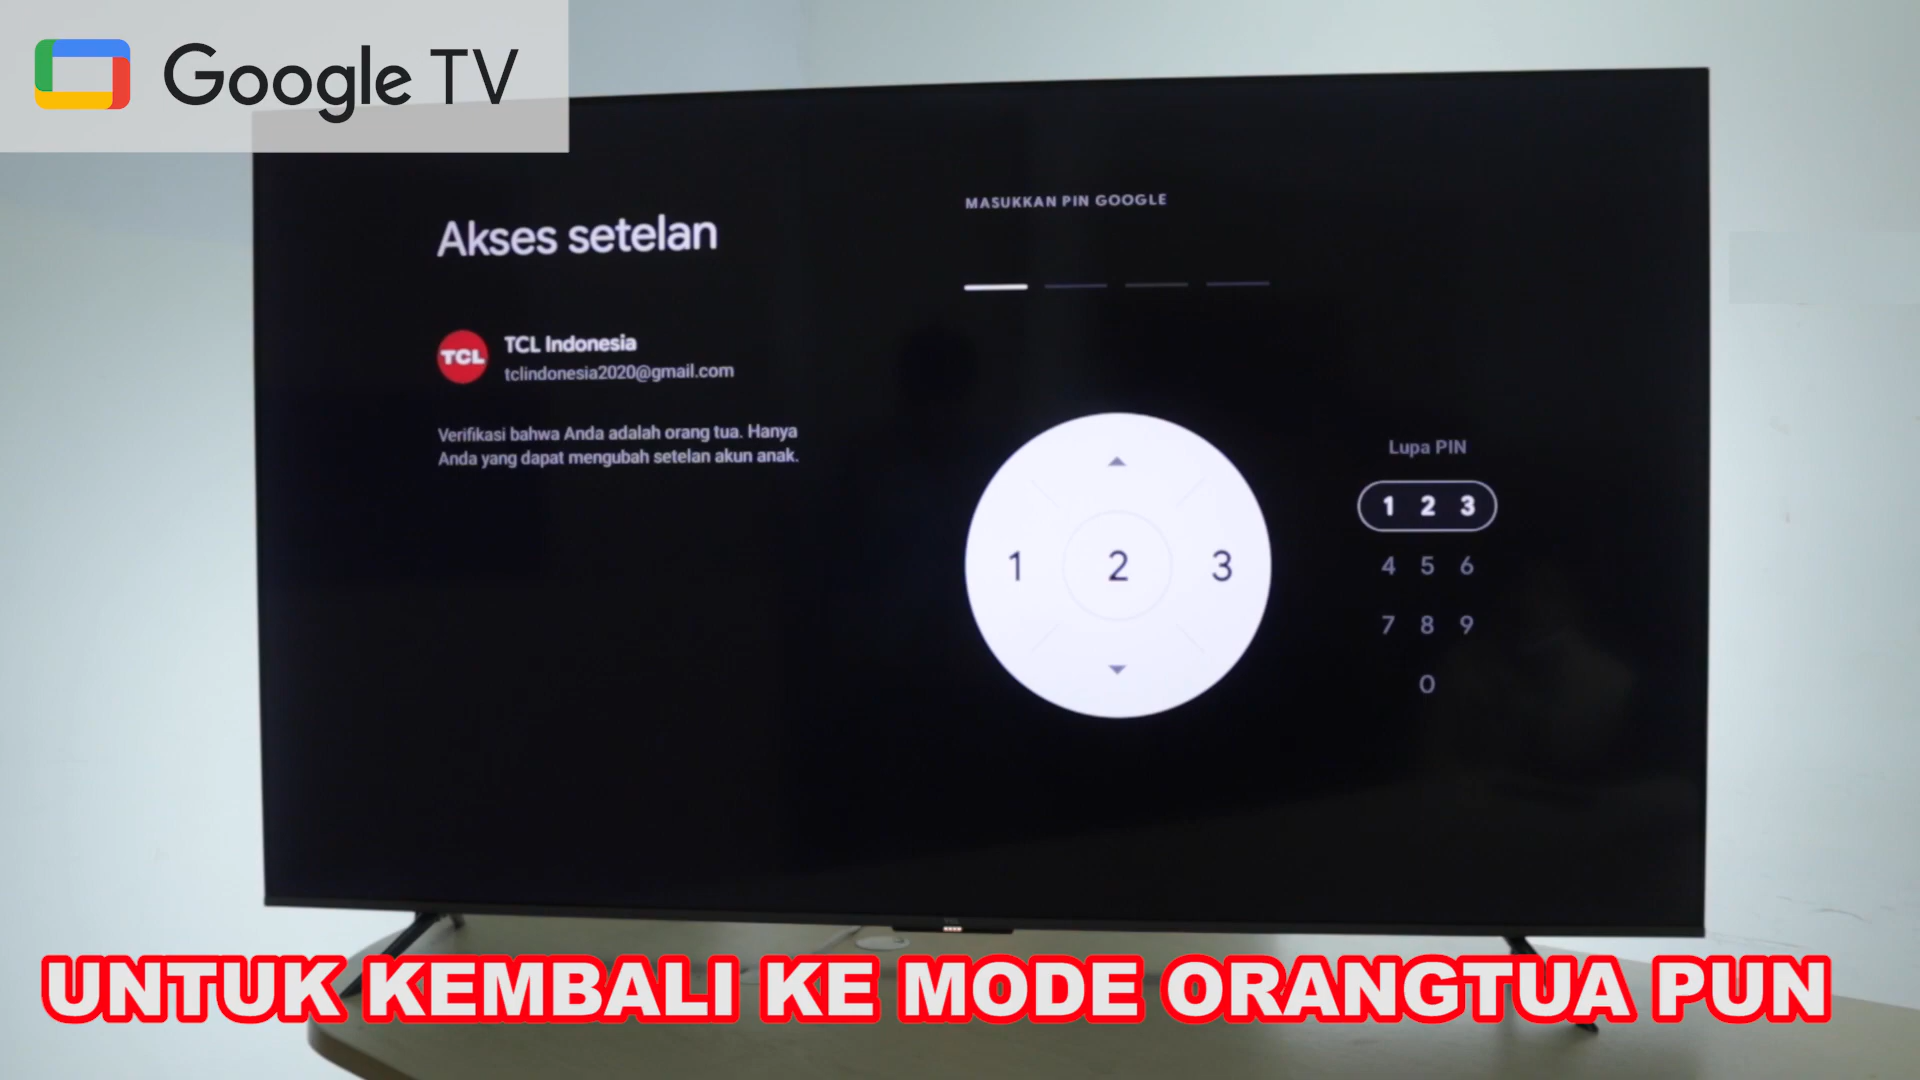 Google TV
Akses setelan
TCL
TCL Indonesia
tclindonesia2020@gmail.com
Verifikasi bahwa Anda adalah orang tua. Hanya
Anda yang dapat mengubah setelan akun anak.
MASUKKAN PIN GOOGLE
1 2 3
Lupa PIN
1 2 3
4 5 6
7 8 9
0
UNTUK KEMBALI KE MODE ORANGTUA PUN